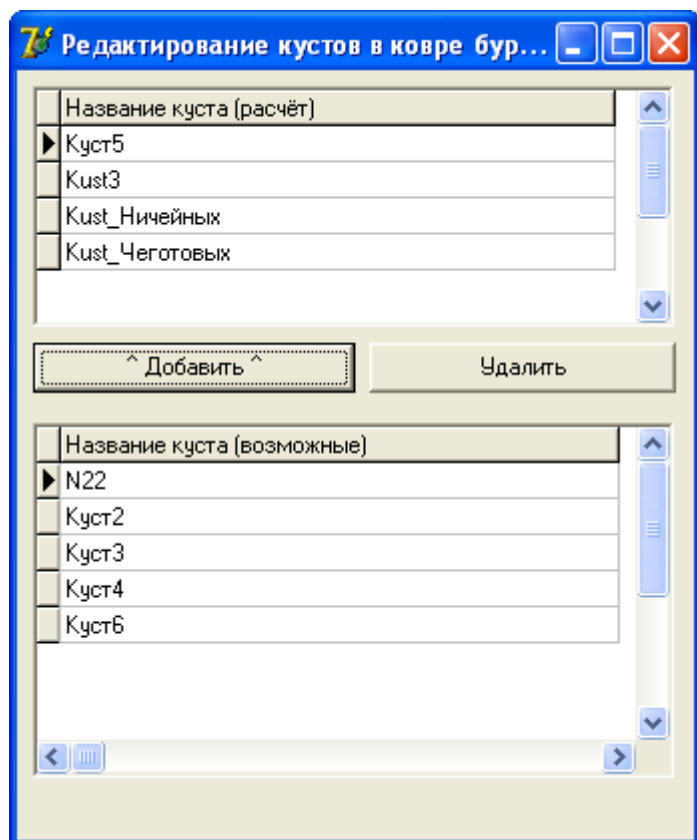 Редактирование кустов в ковре бур...
Название куста (расчёт)
Куст5
Kust3
Kust_Ничейных
Kust_Чеготовых
^ Добавить ^
Удалить
Название куста (возможные)
N22
Куст2
Куст3
Куст4
Куст6